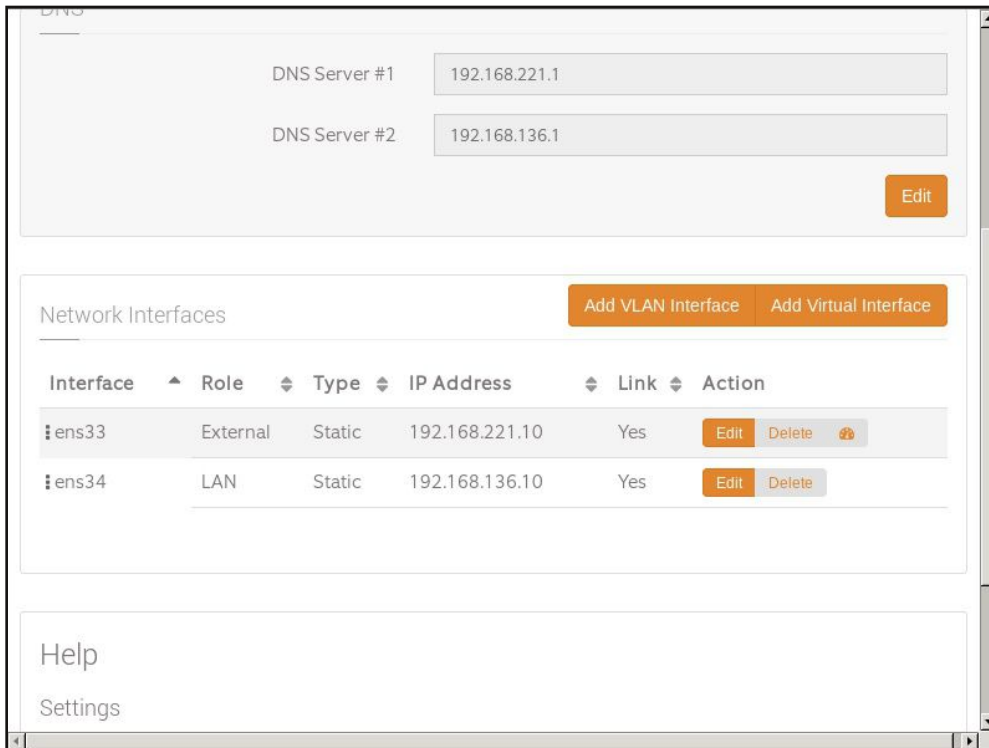 DNS
DNS Server #1 192.168.221.1
DNS Server #2 192.168.136.1
Edit
Network Interfaces Add VLAN Interface Add Virtual Interface
Interface Role Type IP Address Link Action
ens33 External Static 192.168.221.10 Yes Edit Delete
ens34 LAN Static 192.168.136.10 Yes Edit Delete
Help
Settings